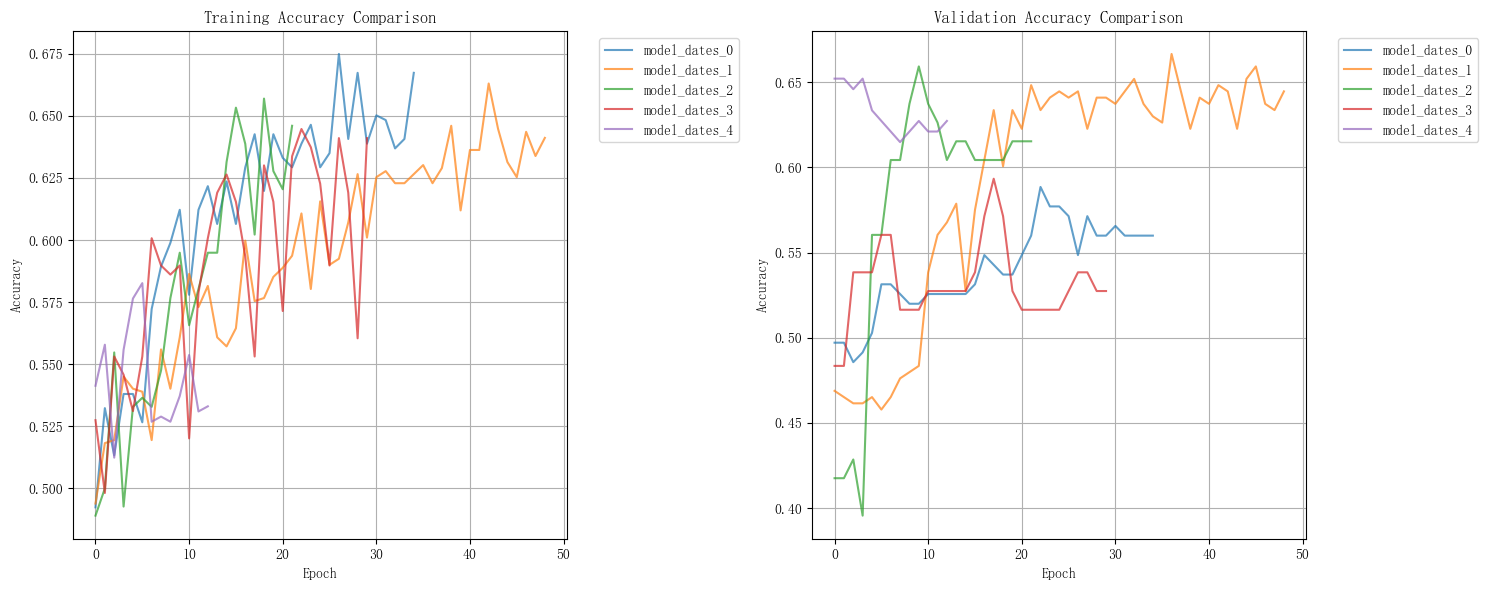 Training Accuracy Comparison
Accuracy
0.675
0.650
0.625
0.600
0.575
0.550
0.525
0.500
0 10 20 30 40 50
Epoch
model_dates_0
model_dates_1
model_dates_2
model_dates_3
model_dates_4
Validation Accuracy Comparison
Accuracy
0.65
0.60
0.55
0.50
0.45
0.40
0 10 20 30 40 50
Epoch
model_dates_0
model_dates_1
model_dates_2
model_dates_3
model_dates_4